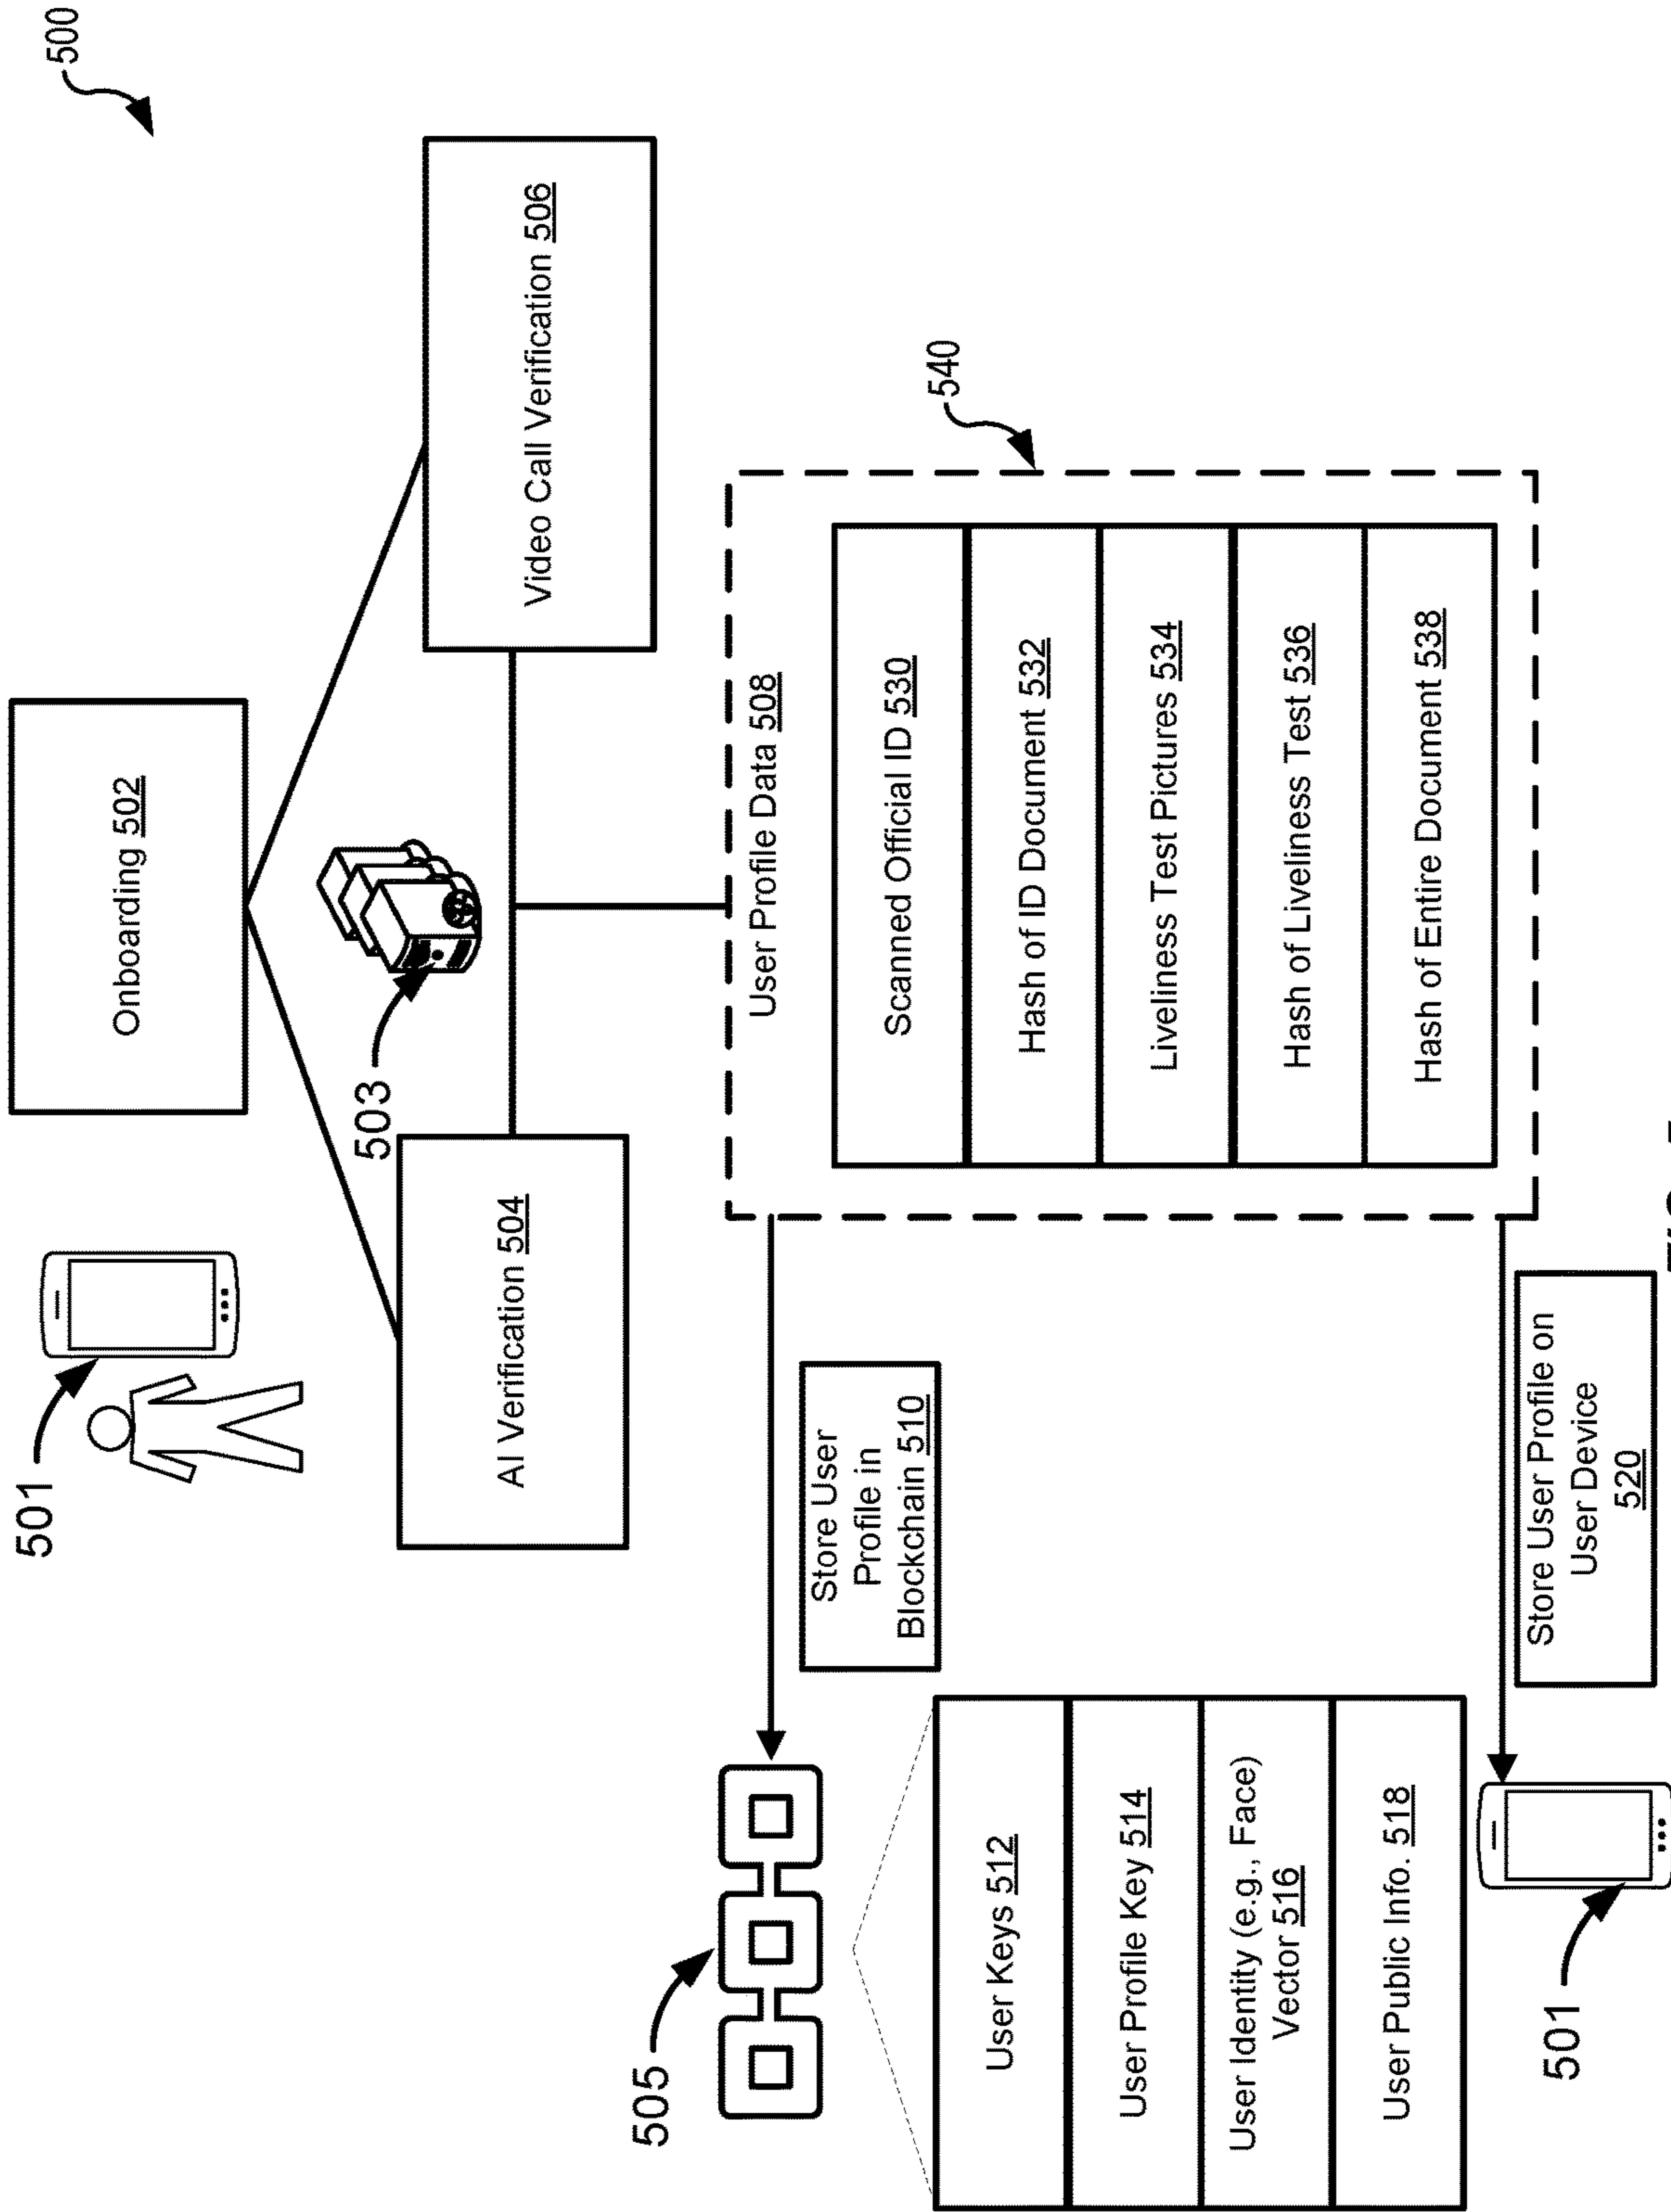 501
500
Onboarding 502
503
AI Verification 504
Video Call Verification 506
505
User Profile Data 508
Store User
Profile in
Blockchain 510
540
User Keys 512
User Profile Key 514
User Identity (e.g., Face)
Vector 516
User Public Info. 518
Scanned Official ID 530
Hash of ID Document 532
Liveliness Test Pictures 534
Hash of Liveliness Test 536
Hash of Entire Document 538
501
Store User Profile on
User Device
520